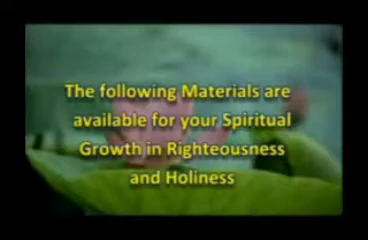 The following Materials are
available for your Spiritual
Growth in Righteousness
and Holiness